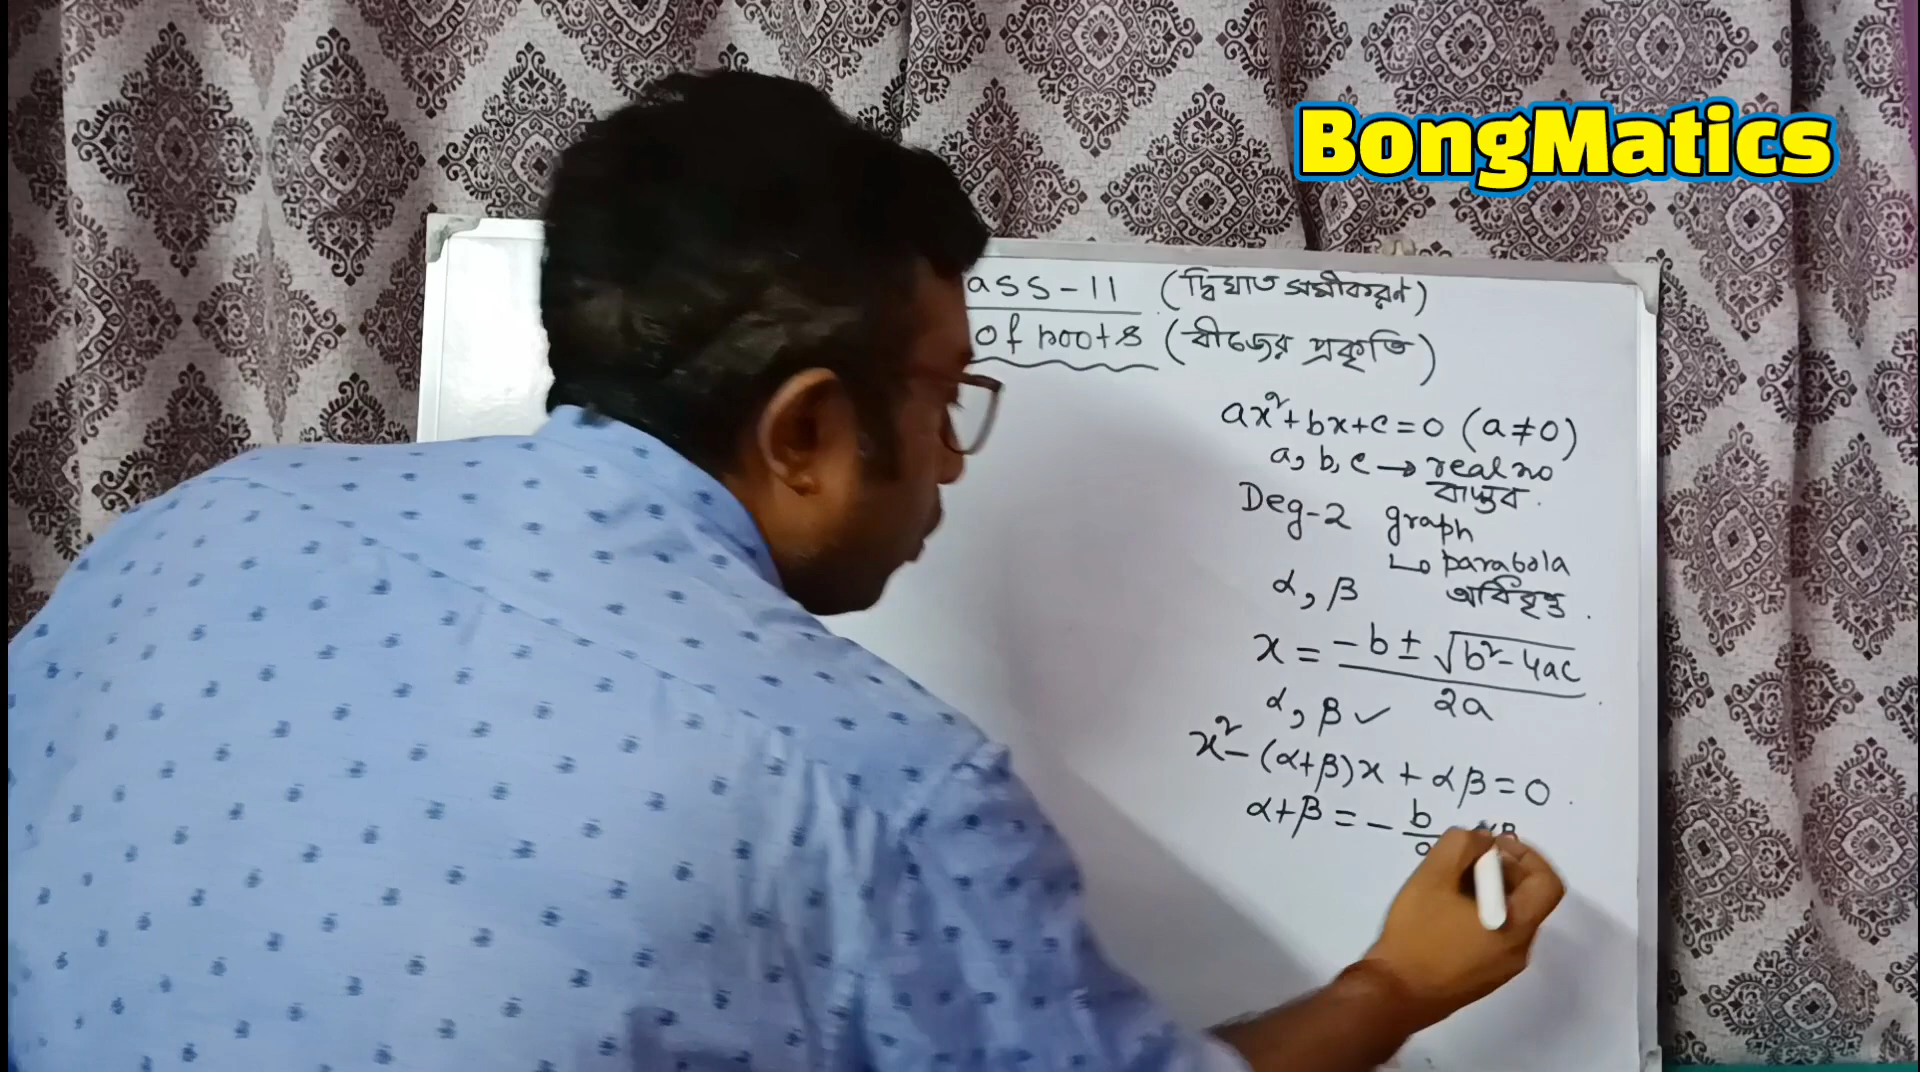 BongMatics
ass-11 (দ্বিঘাত সমীকরণ)
of roots (বীজের প্রকৃতি)
ax²+bx+c=0 (a≠0)
a, b, c → real no
বাস্তব.
Deg-2 graph
↳ parabola
α, β অধিবৃত্ত.
x = (-b ± √(b²-4ac))/2a
α, β ✓
x²-(α+β)x + αβ = 0.
α+β = - b/a αβ